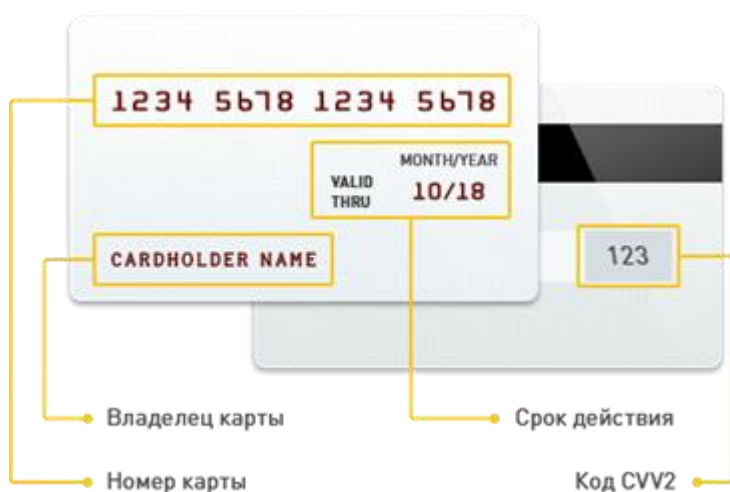 1234 5678 1234 5678
MONTH/YEAR
VALID THRU 10/18
CARDHOLDER NAME
123
Владелец карты
Срок действия
Номер карты
Код CVV2